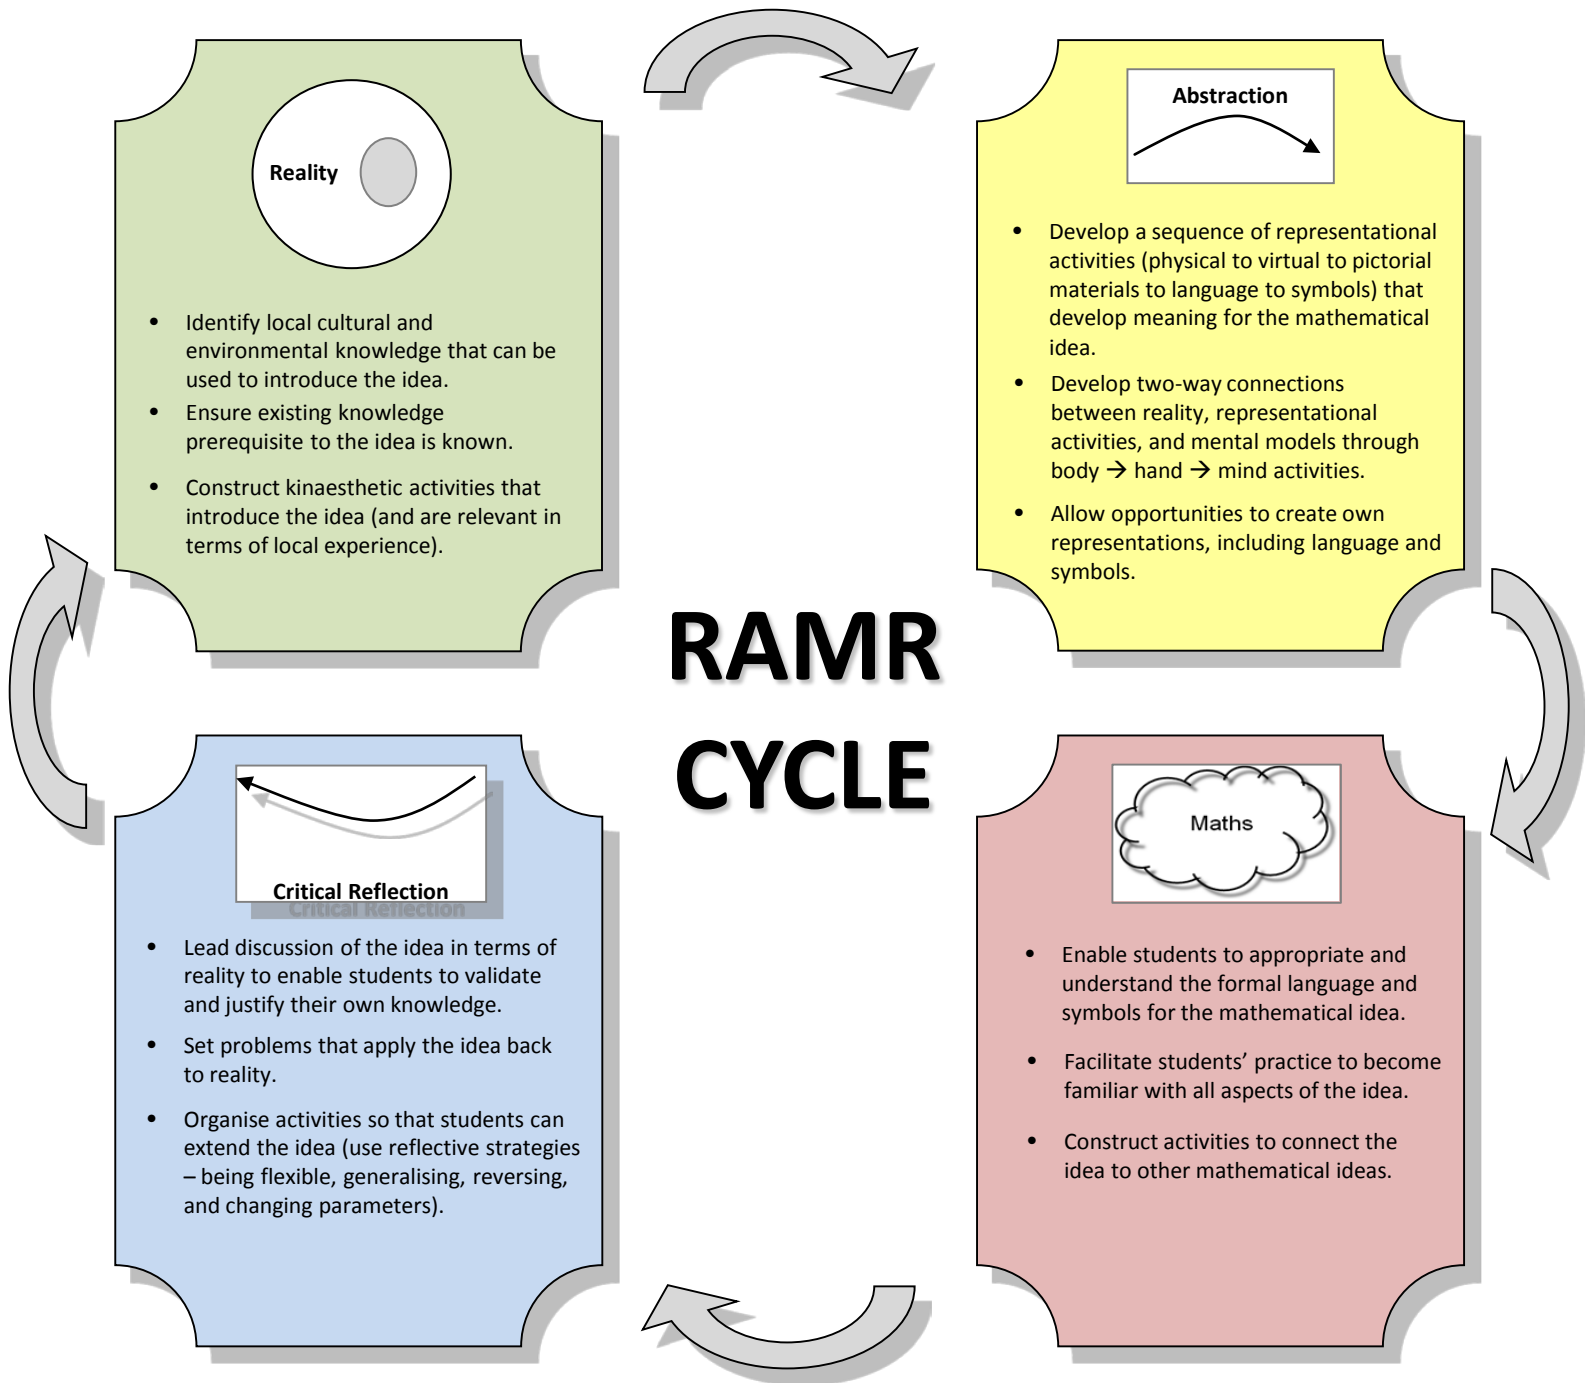 Reality
• Identify local cultural and
environmental knowledge that can be
used to introduce the idea.
• Ensure existing knowledge
prerequisite to the idea is known.
• Construct kinaesthetic activities that
introduce the idea (and are relevant in
terms of local experience).
Abstraction
• Develop a sequence of representational
activities (physical to virtual to pictorial
materials to language to symbols) that
develop meaning for the mathematical
idea.
• Develop two-way connections
between reality, representational
activities, and mental models through
body → hand → mind activities.
• Allow opportunities to create own
representations, including language and
symbols.
RAMR
CYCLE
Maths
• Enable students to appropriate and
understand the formal language and
symbols for the mathematical idea.
• Facilitate students’ practice to become
familiar with all aspects of the idea.
• Construct activities to connect the
idea to other mathematical ideas.
Critical Reflection
• Lead discussion of the idea in terms of
reality to enable students to validate
and justify their own knowledge.
• Set problems that apply the idea back
to reality.
• Organise activities so that students can
extend the idea (use reflective strategies
– being flexible, generalising, reversing,
and changing parameters).